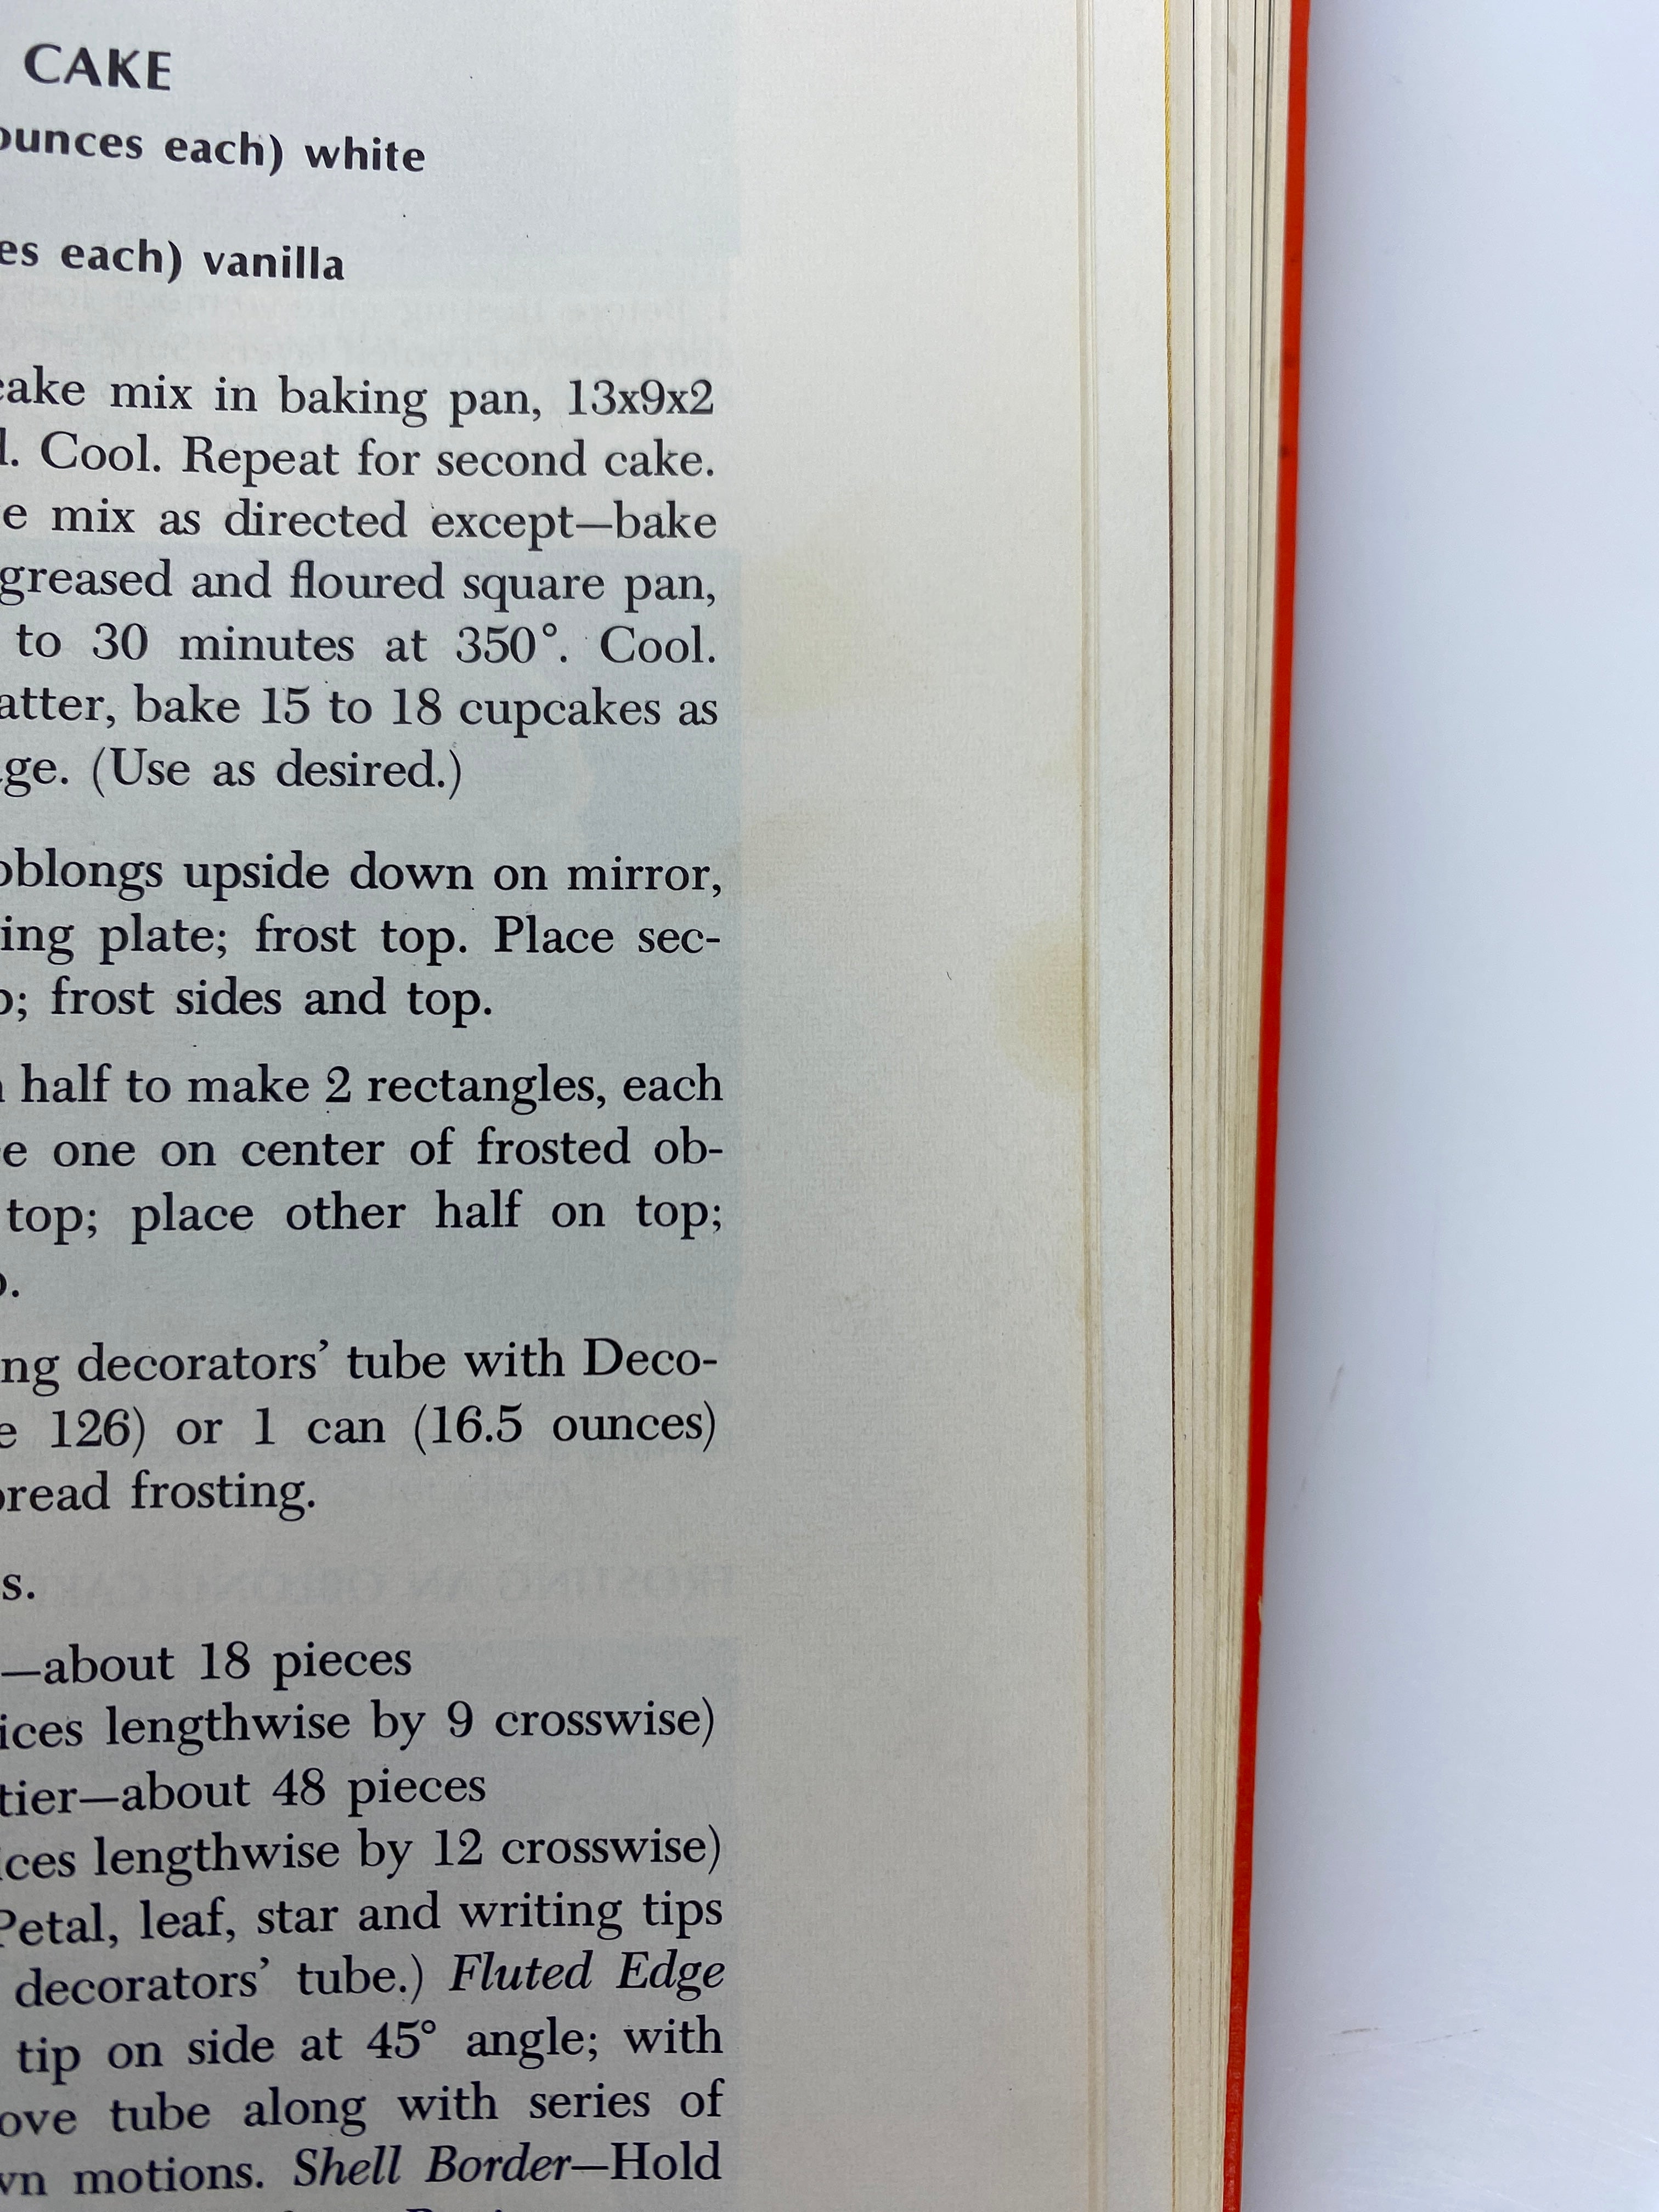 CAKE
ounces each) white
es each) vanilla
cake mix in baking pan, 13x9x2
d. Cool. Repeat for second cake.
e mix as directed except—bake
greased and floured square pan,
to 30 minutes at 350°. Cool.
atter, bake 15 to 18 cupcakes as
ge. (Use as desired.)
oblongs upside down on mirror,
ing plate; frost top. Place sec-
; frost sides and top.
half to make 2 rectangles, each
e one on center of frosted ob-
top; place other half on top;
ng decorators' tube with Deco-
e 126) or 1 can (16.5 ounces)
pread frosting.
s.
—about 18 pieces
ices lengthwise by 9 crosswise)
tier—about 48 pieces
ices lengthwise by 12 crosswise)
Petal, leaf, star and writing tips
decorators' tube.) Fluted Edge
tip on side at 45° angle; with
ove tube along with series of
wn motions. Shell Border—Hold